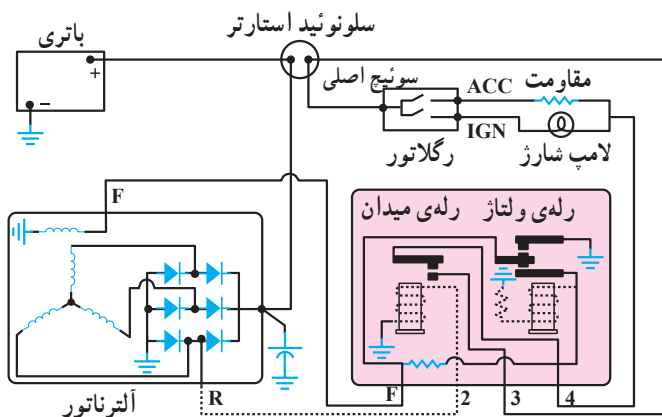 سلونوئید استارتر
باتری
+
−
سوئیچ اصلی
ACC
مقاومت
IGN
رگلاتور
لامپ شارژ
F
رله‌ی میدان
رله‌ی ولتاژ
F
2
3
4
R
آلترناتور